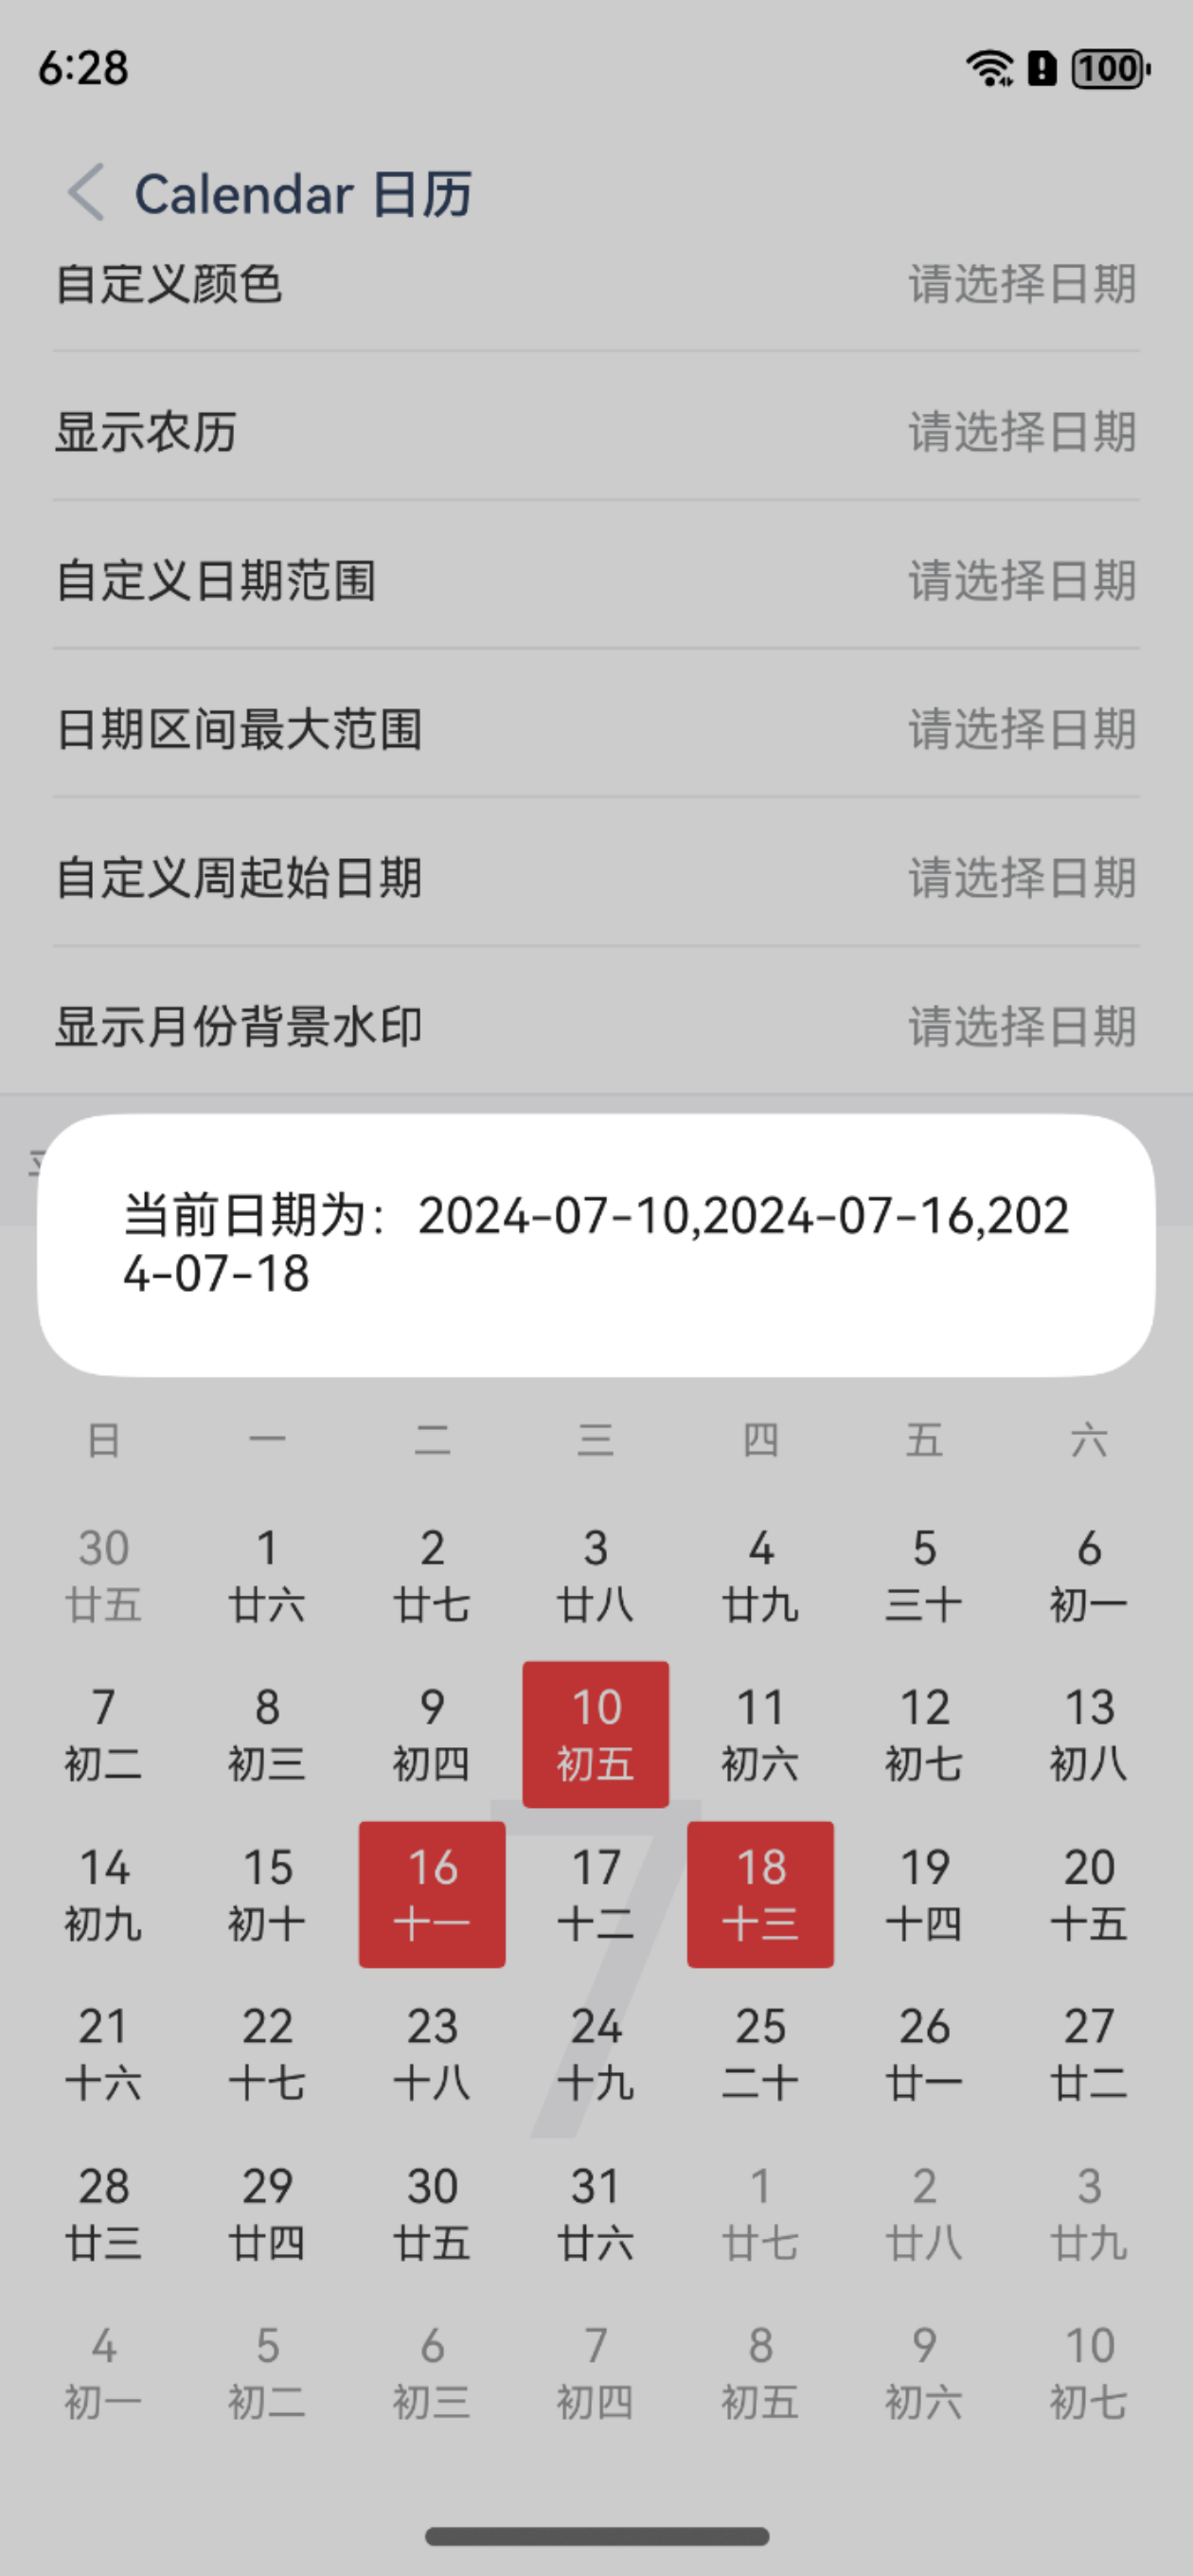 6:28
100
Calendar 日历
自定义颜色 请选择日期
显示农历 请选择日期
自定义日期范围 请选择日期
日期区间最大范围 请选择日期
自定义周起始日期 请选择日期
显示月份背景水印 请选择日期
当前日期为：2024-07-10,2024-07-16,202
4-07-18
日 一 二 三 四 五 六
30 1 2 3 4 5 6
廿五 廿六 廿七 廿八 廿九 三十 初一
7 8 9 10 11 12 13
初二 初三 初四 初五 初六 初七 初八
7
14 15 16 17 18 19 20
初九 初十 十一 十二 十三 十四 十五
21 22 23 24 25 26 27
十六 十七 十八 十九 二十 廿一 廿二
28 29 30 31 1 2 3
廿三 廿四 廿五 廿六 廿七 廿八 廿九
4 5 6 7 8 9 10
初一 初二 初三 初四 初五 初六 初七